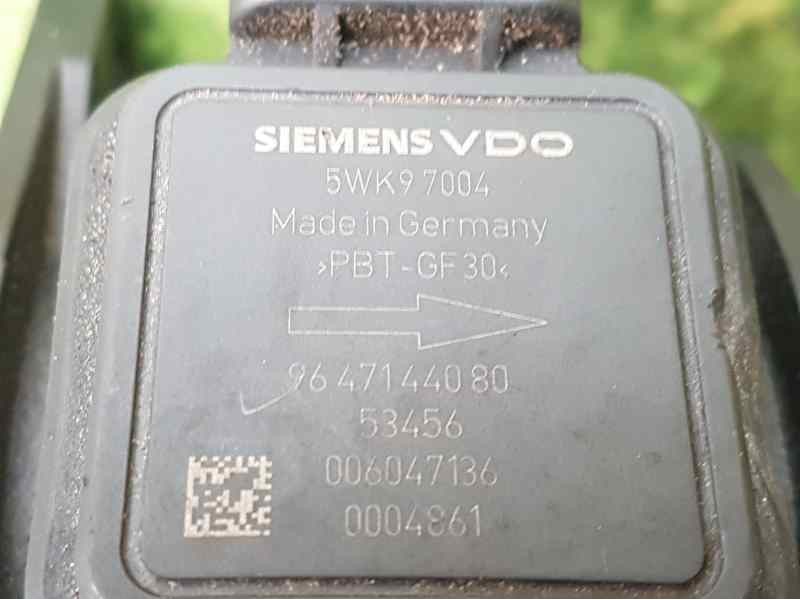 SIEMENS VDO
5WK9 7004
Made in Germany
>PBT-GF30<
96 471 440 80
53456
006047136
0004861